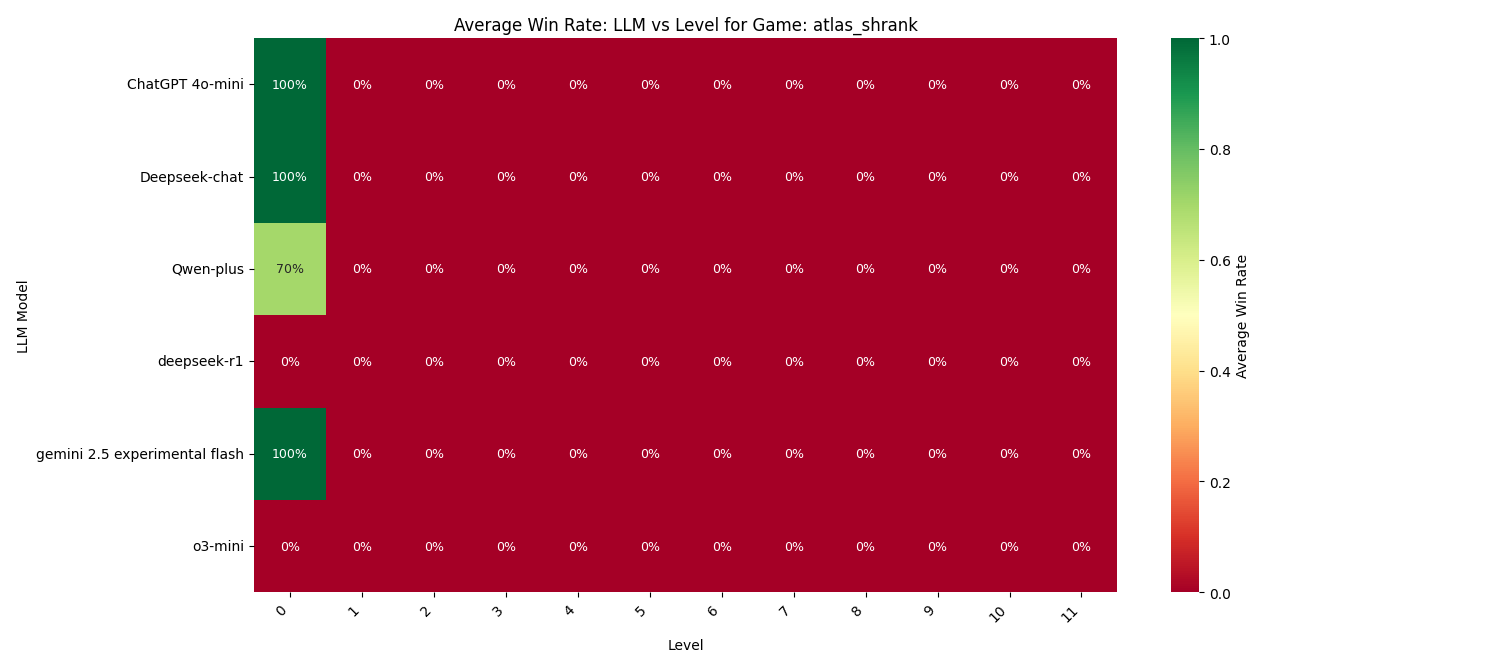 Average Win Rate: LLM vs Level for Game: atlas_shrank
LLM Model
ChatGPT 4o-mini 100% 0% 0% 0% 0% 0% 0% 0% 0% 0% 0% 0%
Deepseek-chat 100% 0% 0% 0% 0% 0% 0% 0% 0% 0% 0% 0%
Qwen-plus 70% 0% 0% 0% 0% 0% 0% 0% 0% 0% 0% 0%
deepseek-r1 0% 0% 0% 0% 0% 0% 0% 0% 0% 0% 0% 0%
gemini 2.5 experimental flash 100% 0% 0% 0% 0% 0% 0% 0% 0% 0% 0% 0%
o3-mini 0% 0% 0% 0% 0% 0% 0% 0% 0% 0% 0% 0%
0 1 2 3 4 5 6 7 8 9 10 11
Level
1.0
0.8
0.6
0.4
0.2
0.0
Average Win Rate